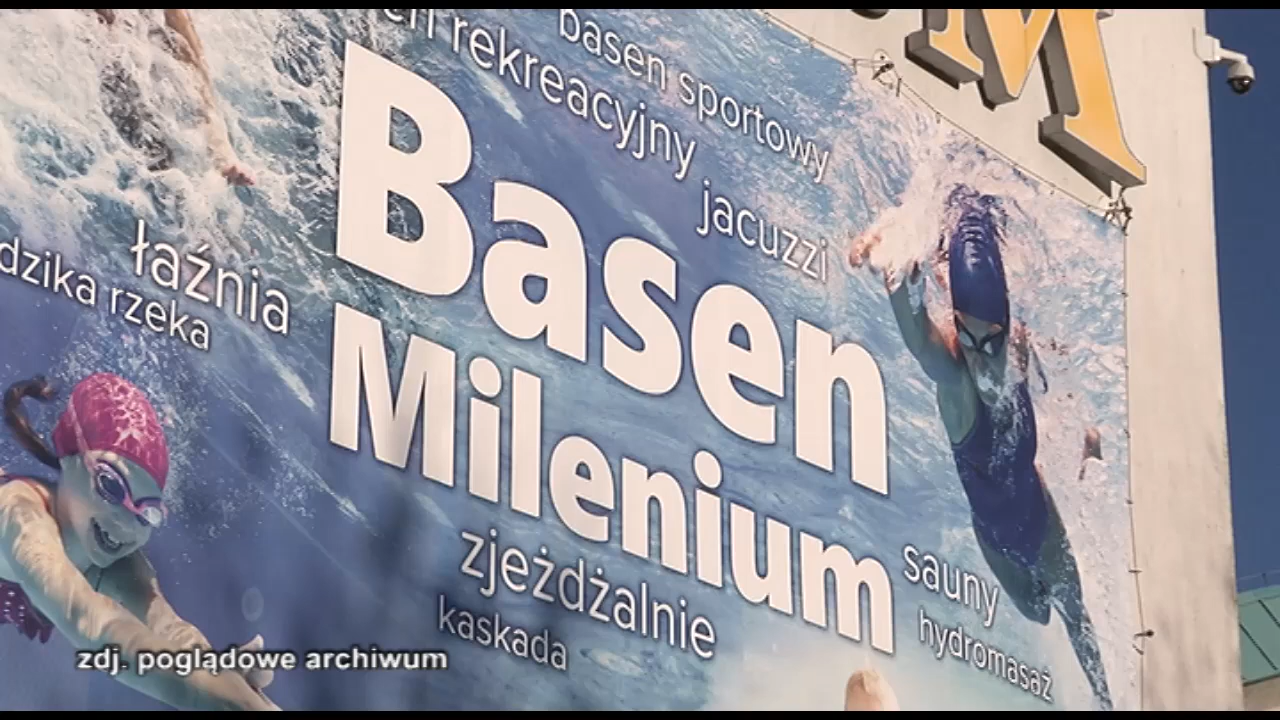 basen sportowy
rekreacyjny
jacuzzi
Basen
łaźnia
dzika rzeka
Milenium
zjeżdżalnie
kaskada
sauny
hydromasaż
M
zdj. poglądowe archiwum